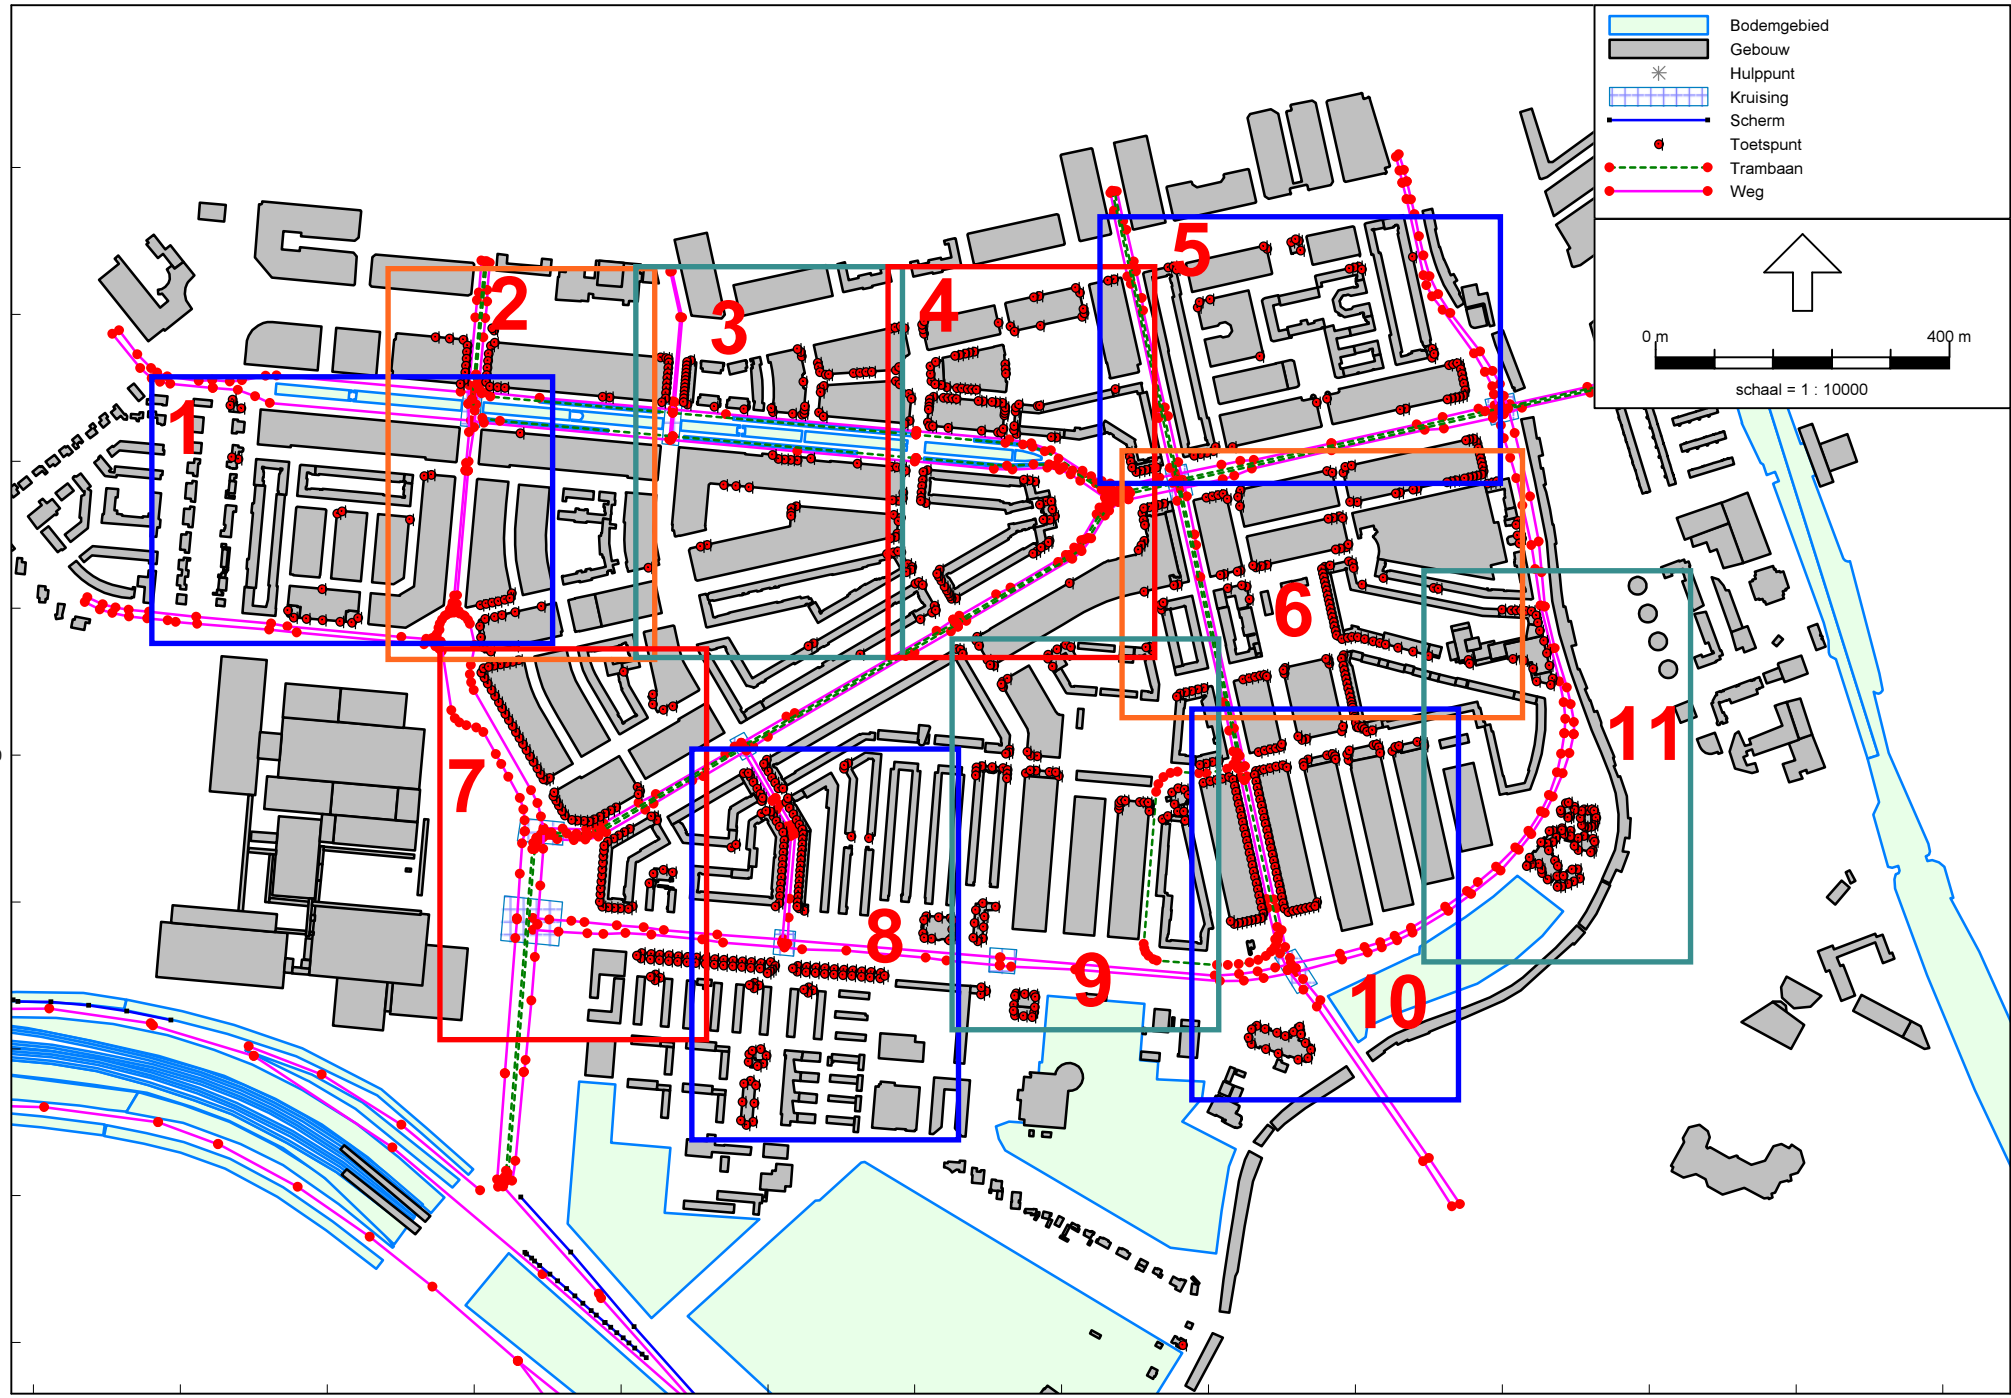 Bodemgebied
Gebouw
Hulppunt
Kruising
Scherm
Toetspunt
Trambaan
Weg
0 m 400 m
schaal = 1 : 10000
1
2
3
4
5
6
7
8
9
10
11